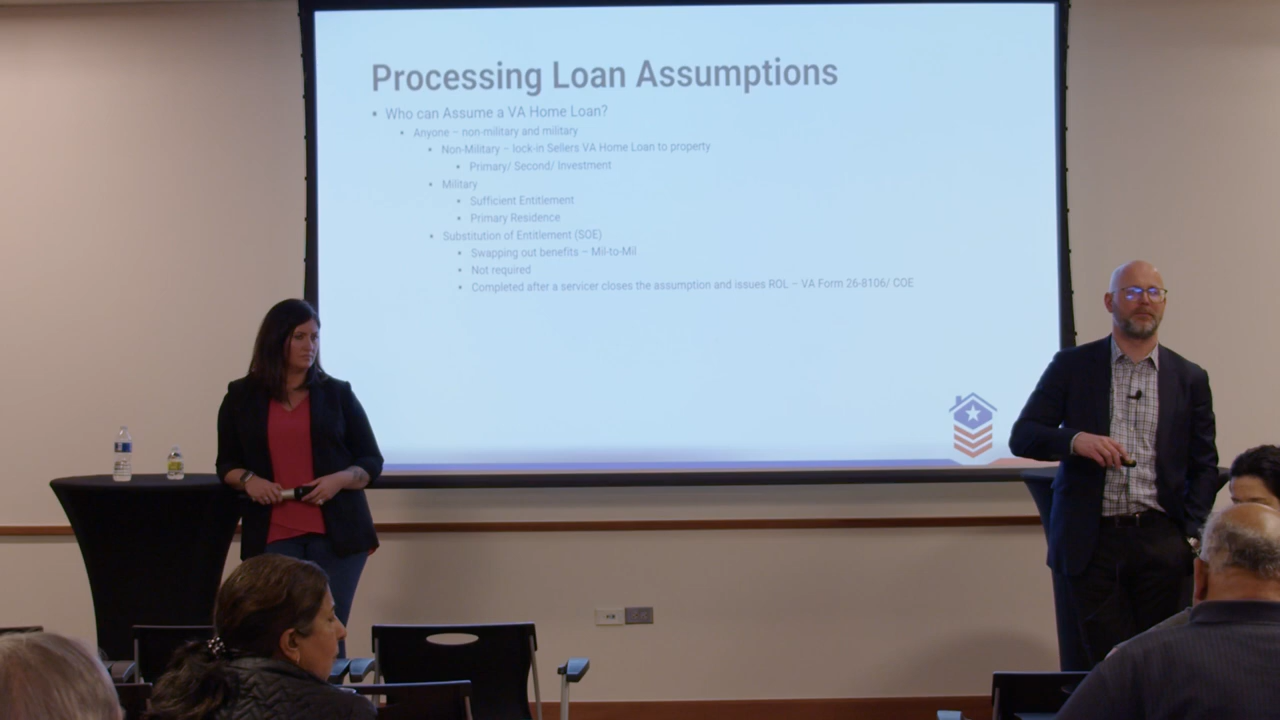 Processing Loan Assumptions
▪ Who can Assume a VA Home Loan?
▪ Anyone – non-military and military
▪ Non-Military – lock-in Sellers VA Home Loan to property
▪ Primary/ Second/ Investment
▪ Military
▪ Sufficient Entitlement
▪ Primary Residence
▪ Substitution of Entitlement (SOE)
▪ Swapping out benefits – Mil-to-Mil
▪ Not required
▪ Completed after a servicer closes the assumption and issues ROL – VA Form 26-8106/ COE